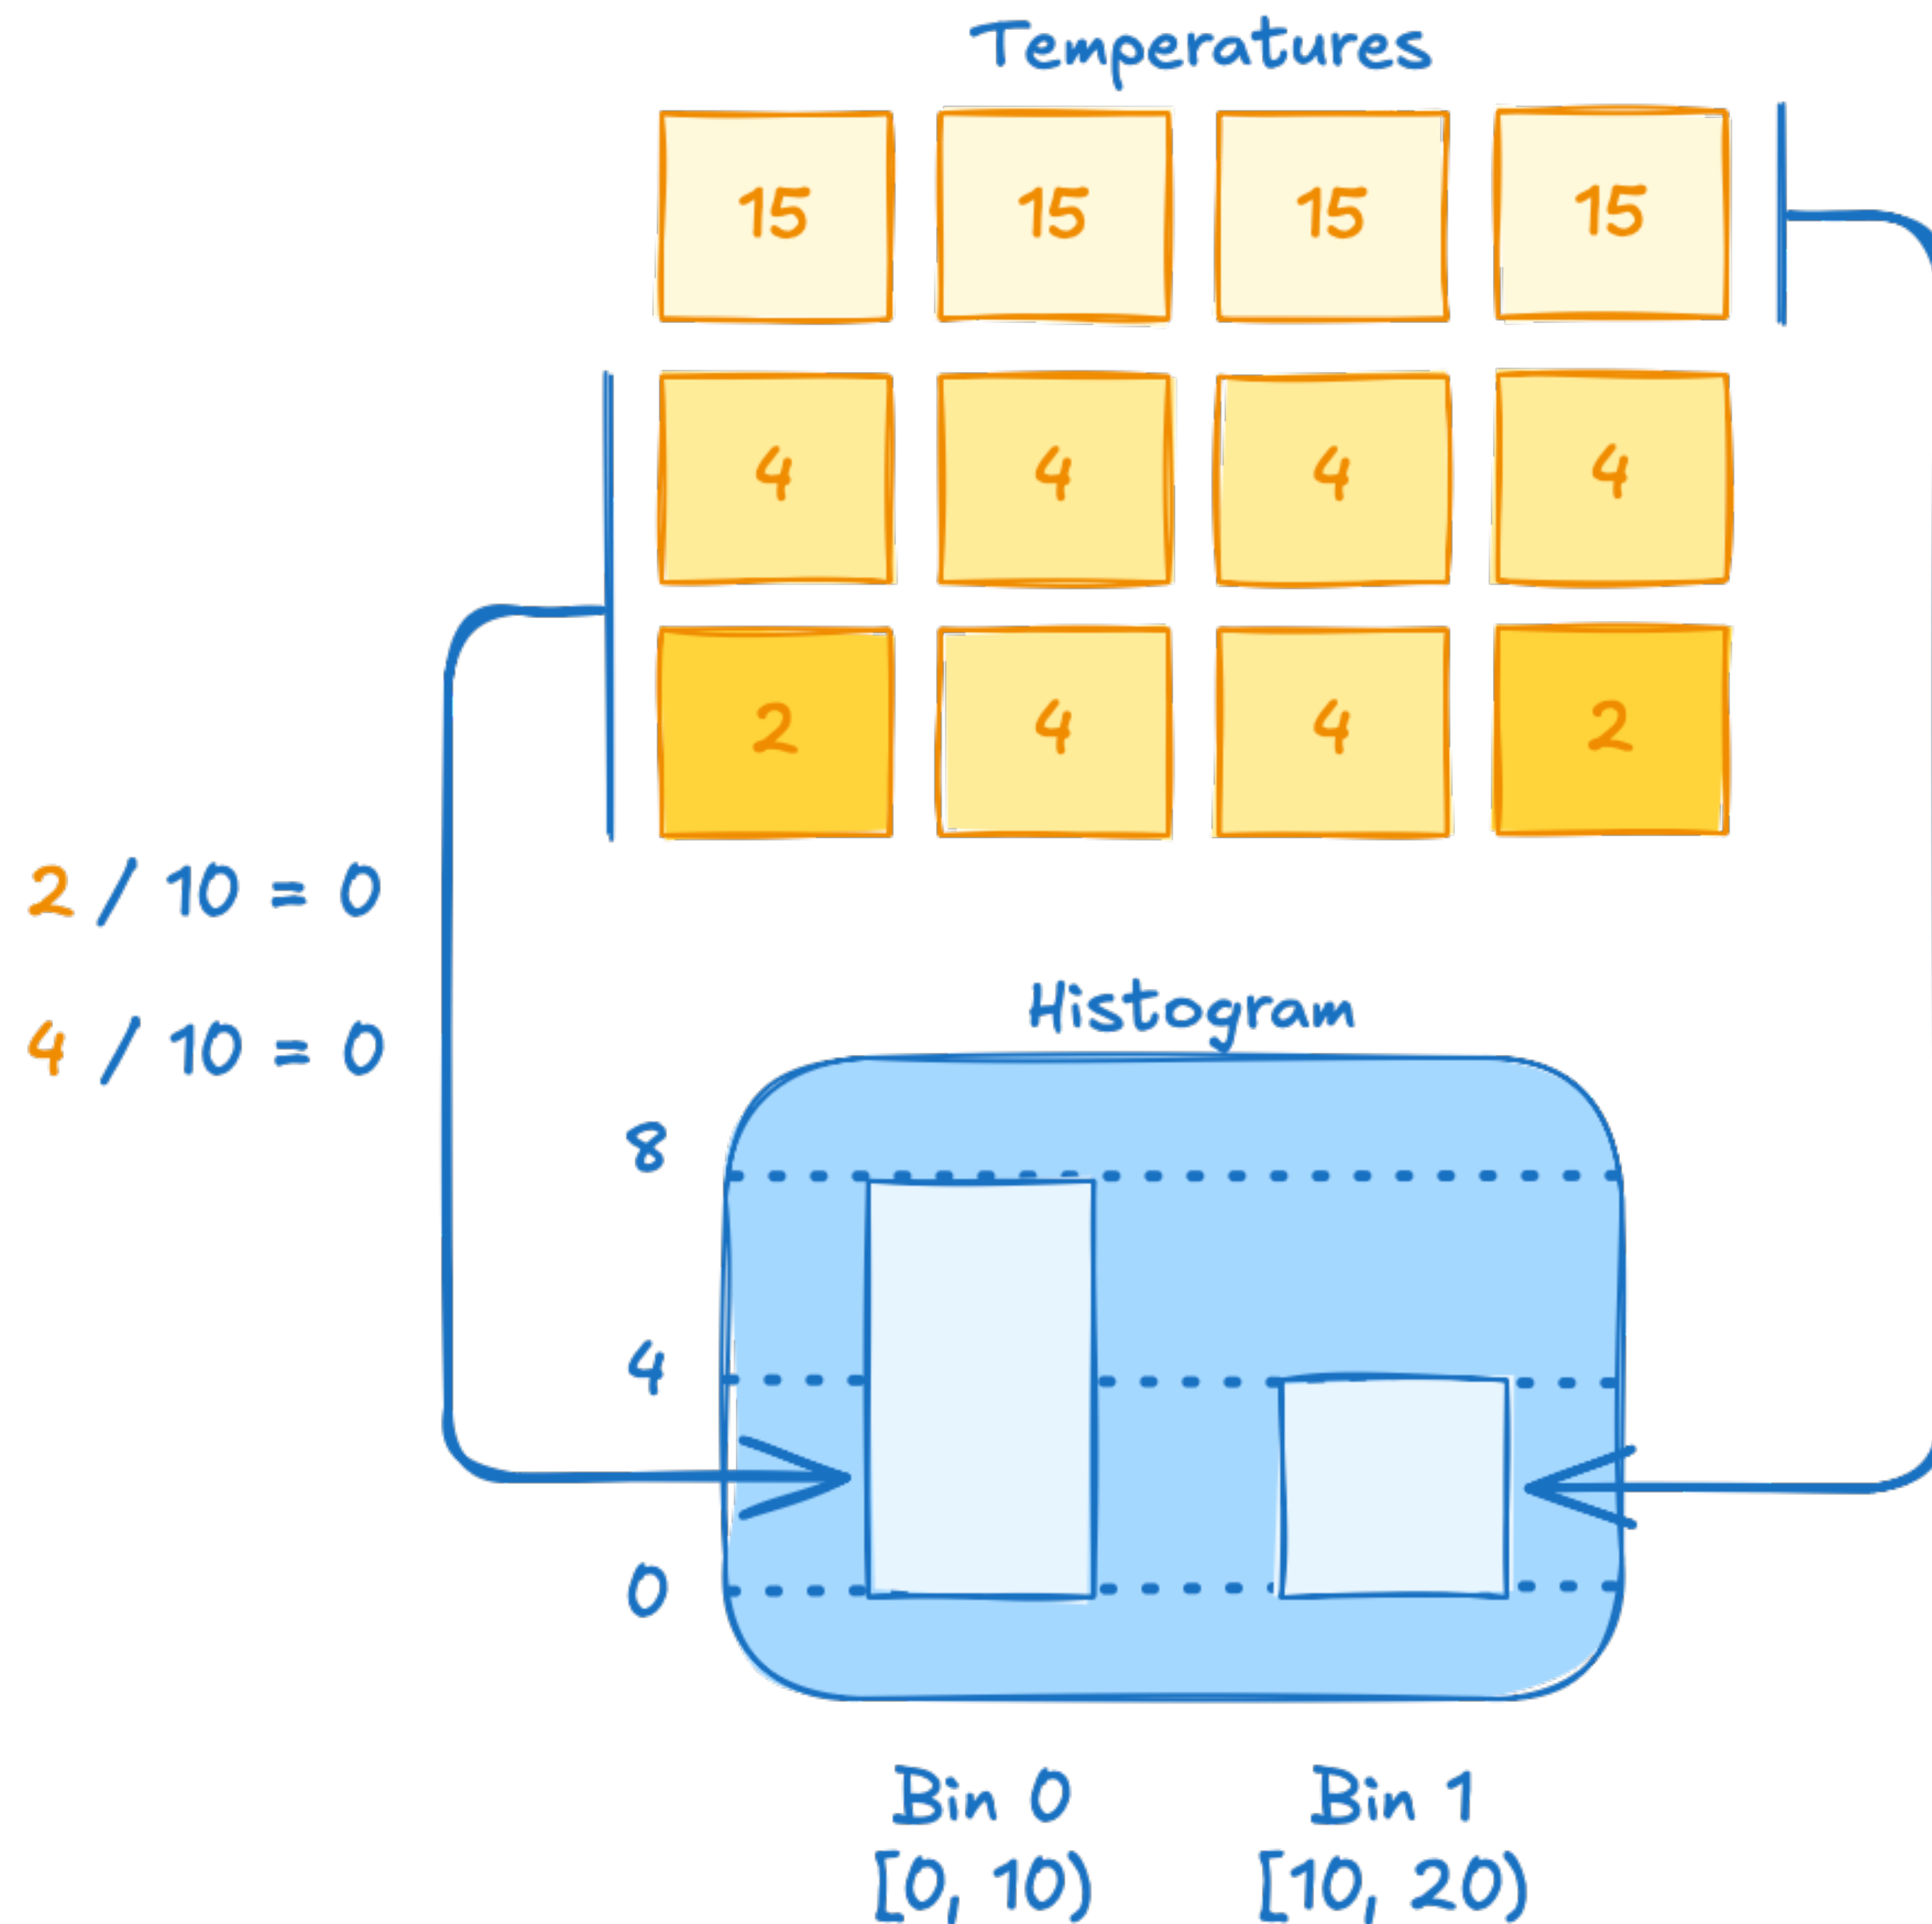 Temperatures
15 15 15 15
4 4 4 4
2 4 4 2
2 / 10 = 0
4 / 10 = 0
Histogram
8
4
0
Bin 0 Bin 1
[0, 10) [10, 20)